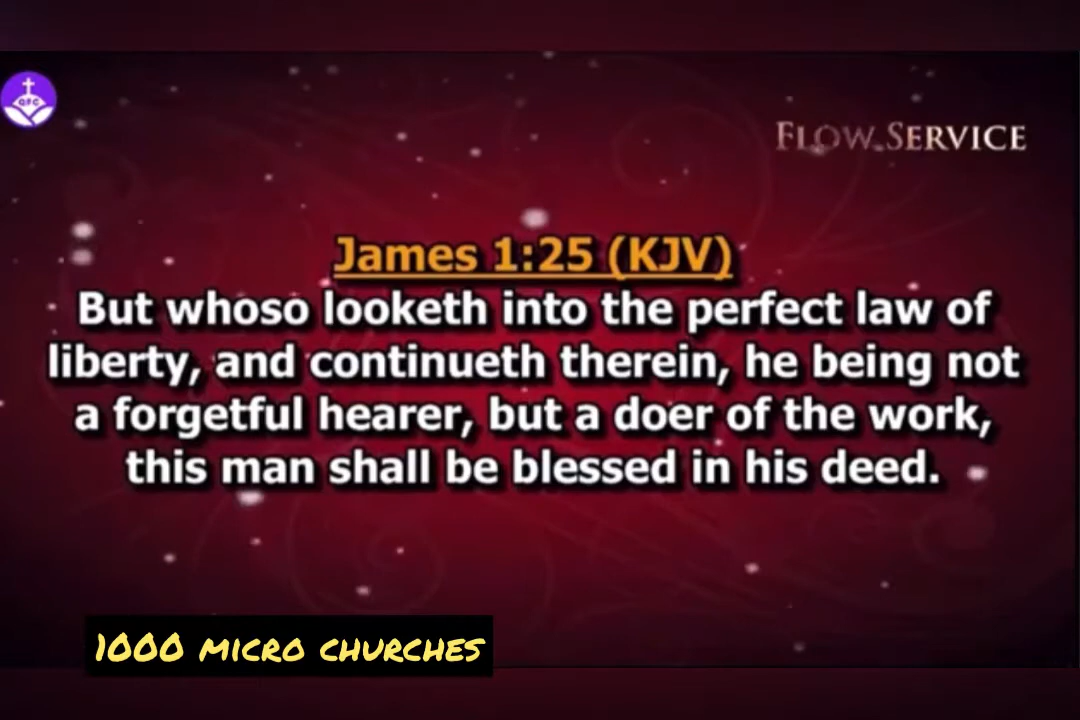 QFC
FLOW SERVICE
James 1:25 (KJV)
But whoso looketh into the perfect law of
liberty, and continueth therein, he being not
a forgetful hearer, but a doer of the work,
this man shall be blessed in his deed.
1000 MICRO CHURCHES